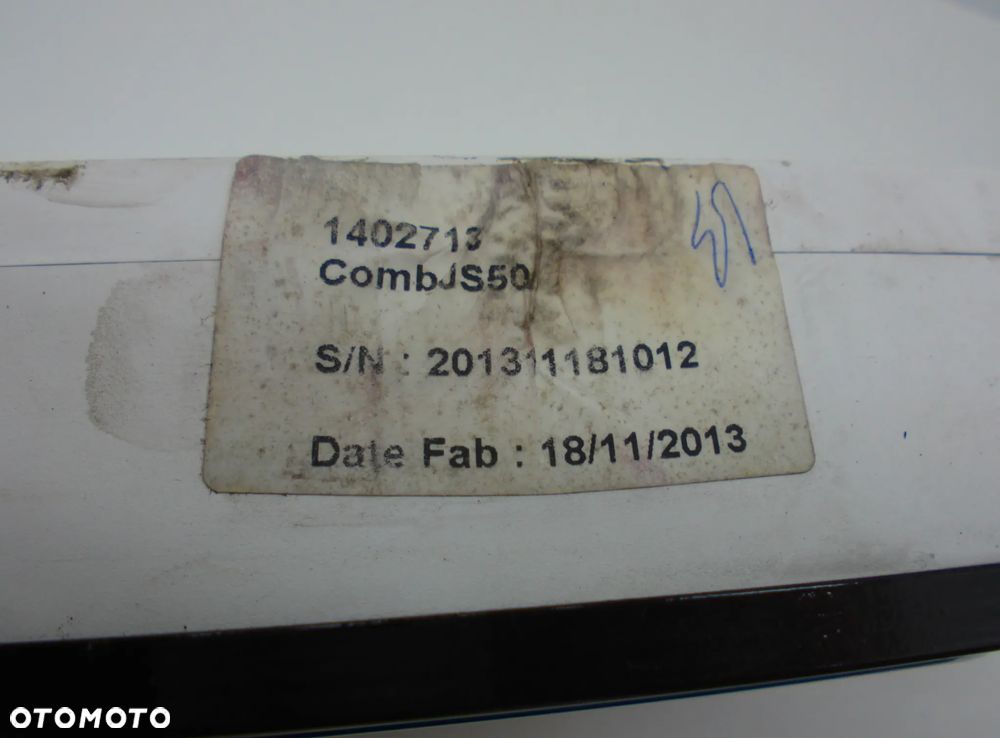 1402713
CombJS50
S/N : 201311181012
Date Fab : 18/11/2013
OTOMOTO